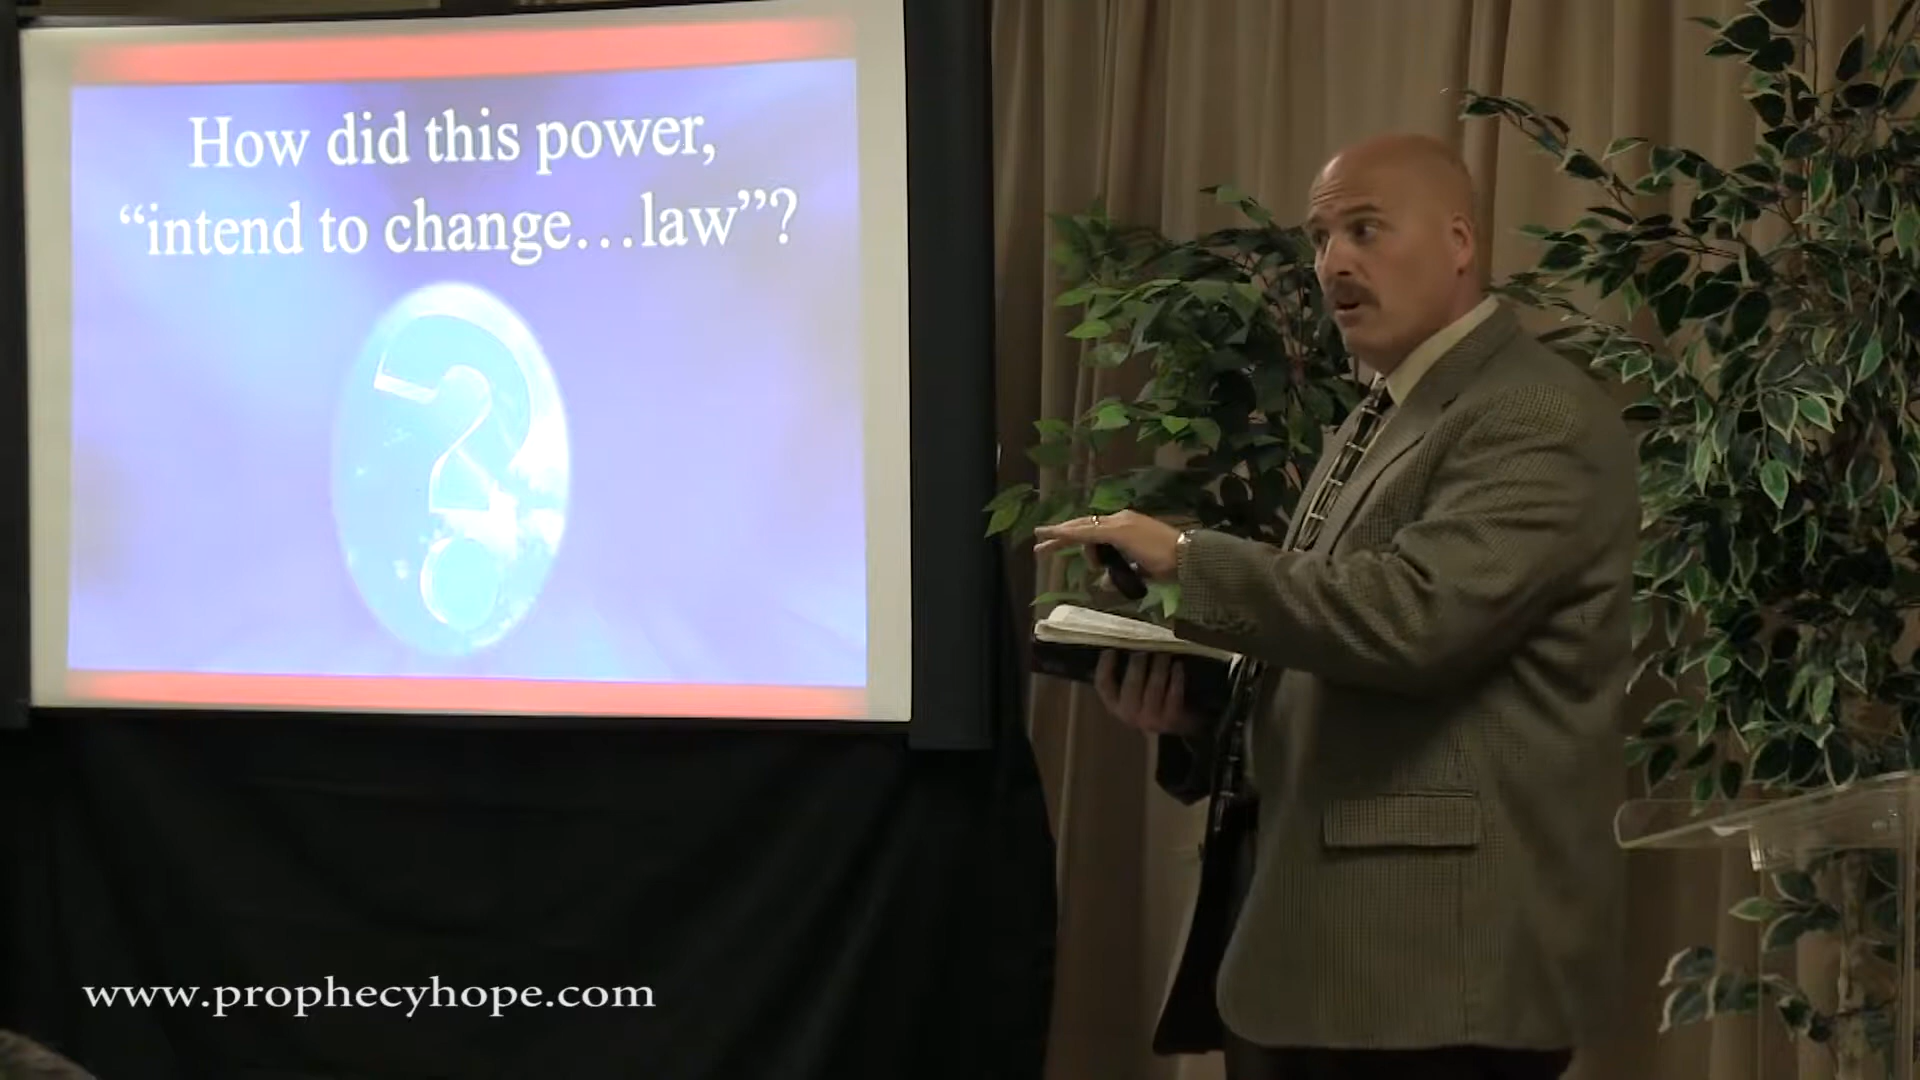 How did this power,
“intend to change…law”?
www.prophecyhope.com